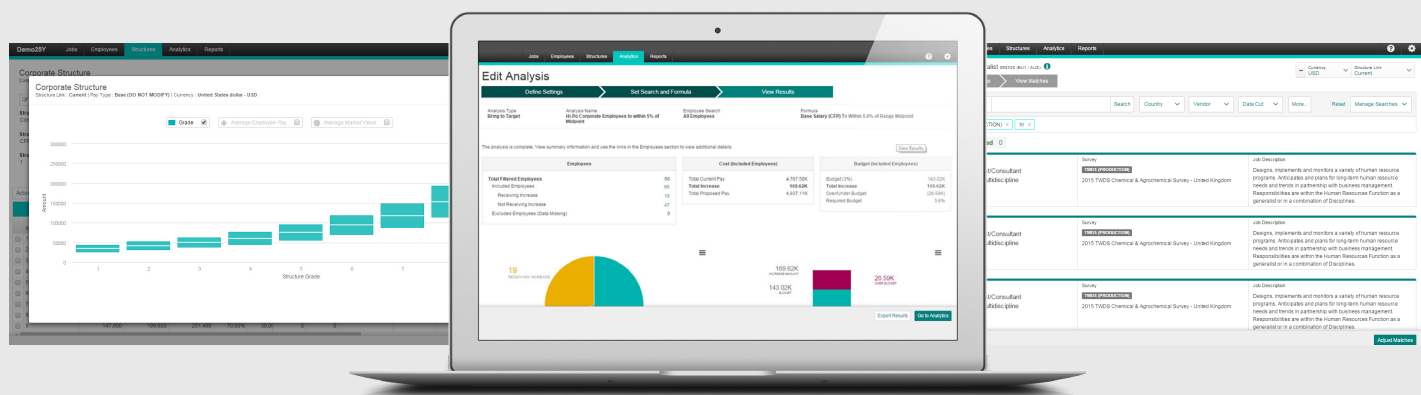 Demo25Y Jobs Employees Structures Analytics Reports
Corporate Structure
Corporate Structure
Structure Link : Current | Pay Type : Base (DO NOT MODIFY) | Currency : United States dollar - USD
Grade Average Employee Pay Average Market Value
300000
250000
200000
150000
100000
50000
0
Amount
1 2 3 4 5 6 7
Structure Grade
147,600 199,600 251,400 70.00%
Jobs Employees Structures Analytics Reports
Edit Analysis
Define Settings Set Search and Formula View Results
Analysis Type Analysis Name Employee Search Formula
Bring to Target Hi-Po Corporate Employees to within 5% of Midpoint All Employees Base Salary (CFP) To Within 5.0% of Range Midpoint
The analysis is complete. View summary information and use the links in the Employees section to view additional details.
View Results
Employees
Total Filtered Employees 66
Included Employees 66
Receiving Increase 19
Not Receiving Increase 47
Excluded Employees (Data Missing) 0
Cost (Included Employees)
Total Current Pay 4,767.50K
Total Increase 169.62K
Total Proposed Pay 4,937.11K
Budget (Included Employees)
Budget (3%) 143.02K
Total Increase 169.62K
Over/Under Budget (26.59K)
Required Budget 3.6%
19
RECEIVING INCREASE
169.62K
INCREASE AMOUNT
143.02K
BUDGET
26.59K
OVER BUDGET
Export Results Go to Analytics
Structures Analytics Reports
View Matches
Currency
USD
Structure Link
Current
Search Country Vendor Data Cut More... Reset Manage Searches
0
st/Consultant
ultidiscipline
Survey
TWDS (PRODUCTION)
2015 TWDS Chemical & Agrochemical Survey - United Kingdom
Job Description
Designs, implements and monitors a variety of human resource
programs. Anticipates and plans for long-term human resource
needs and trends in partnership with business management.
Responsibilities are within the Human Resources Function as a
generalist or in a combination of Disciplines.
st/Consultant
ultidiscipline
Survey
TWDS (PRODUCTION)
2015 TWDS Chemical & Agrochemical Survey - United Kingdom
Job Description
Designs, implements and monitors a variety of human resource
programs. Anticipates and plans for long-term human resource
needs and trends in partnership with business management.
Responsibilities are within the Human Resources Function as a
generalist or in a combination of Disciplines.
st/Consultant
ultidiscipline
Survey
TWDS (PRODUCTION)
2015 TWDS Chemical & Agrochemical Survey - United Kingdom
Job Description
Designs, implements and monitors a variety of human resource
programs. Anticipates and plans for long-term human resource
needs and trends in partnership with business management.
Responsibilities are within the Human Resources Function as a
generalist or in a combination of Disciplines.
Adjust Matches